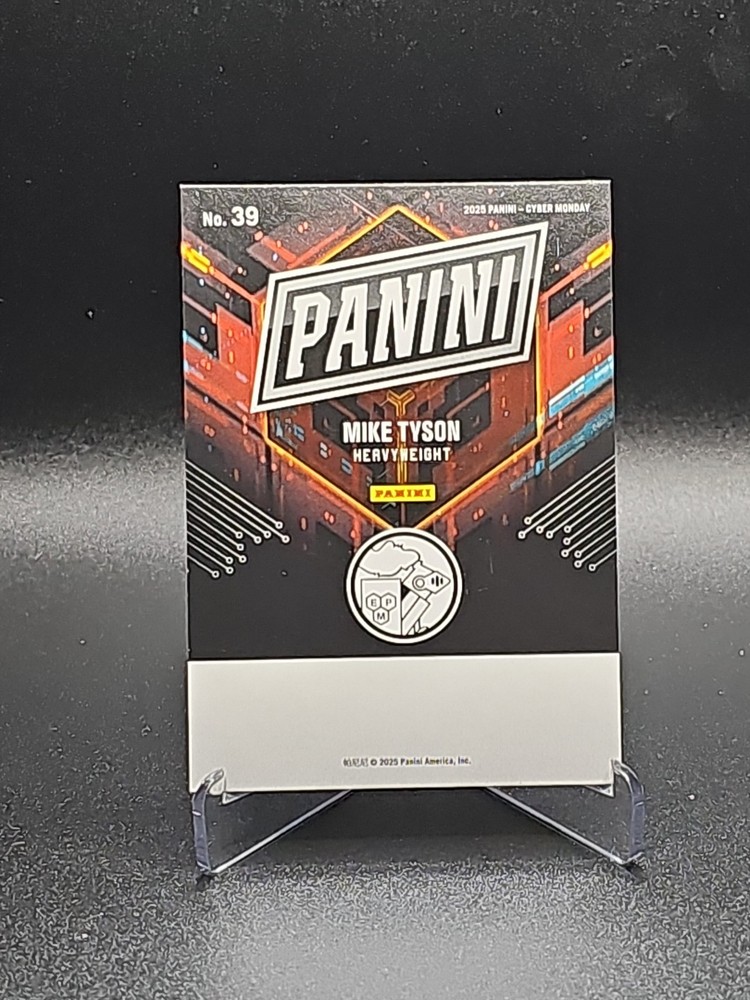 No. 39
2025 PANINI – CYBER MONDAY
PANINI
MIKE TYSON
HEAVYWEIGHT
PANINI
E P
M
帕尼尼 © 2025 Panini America, Inc.